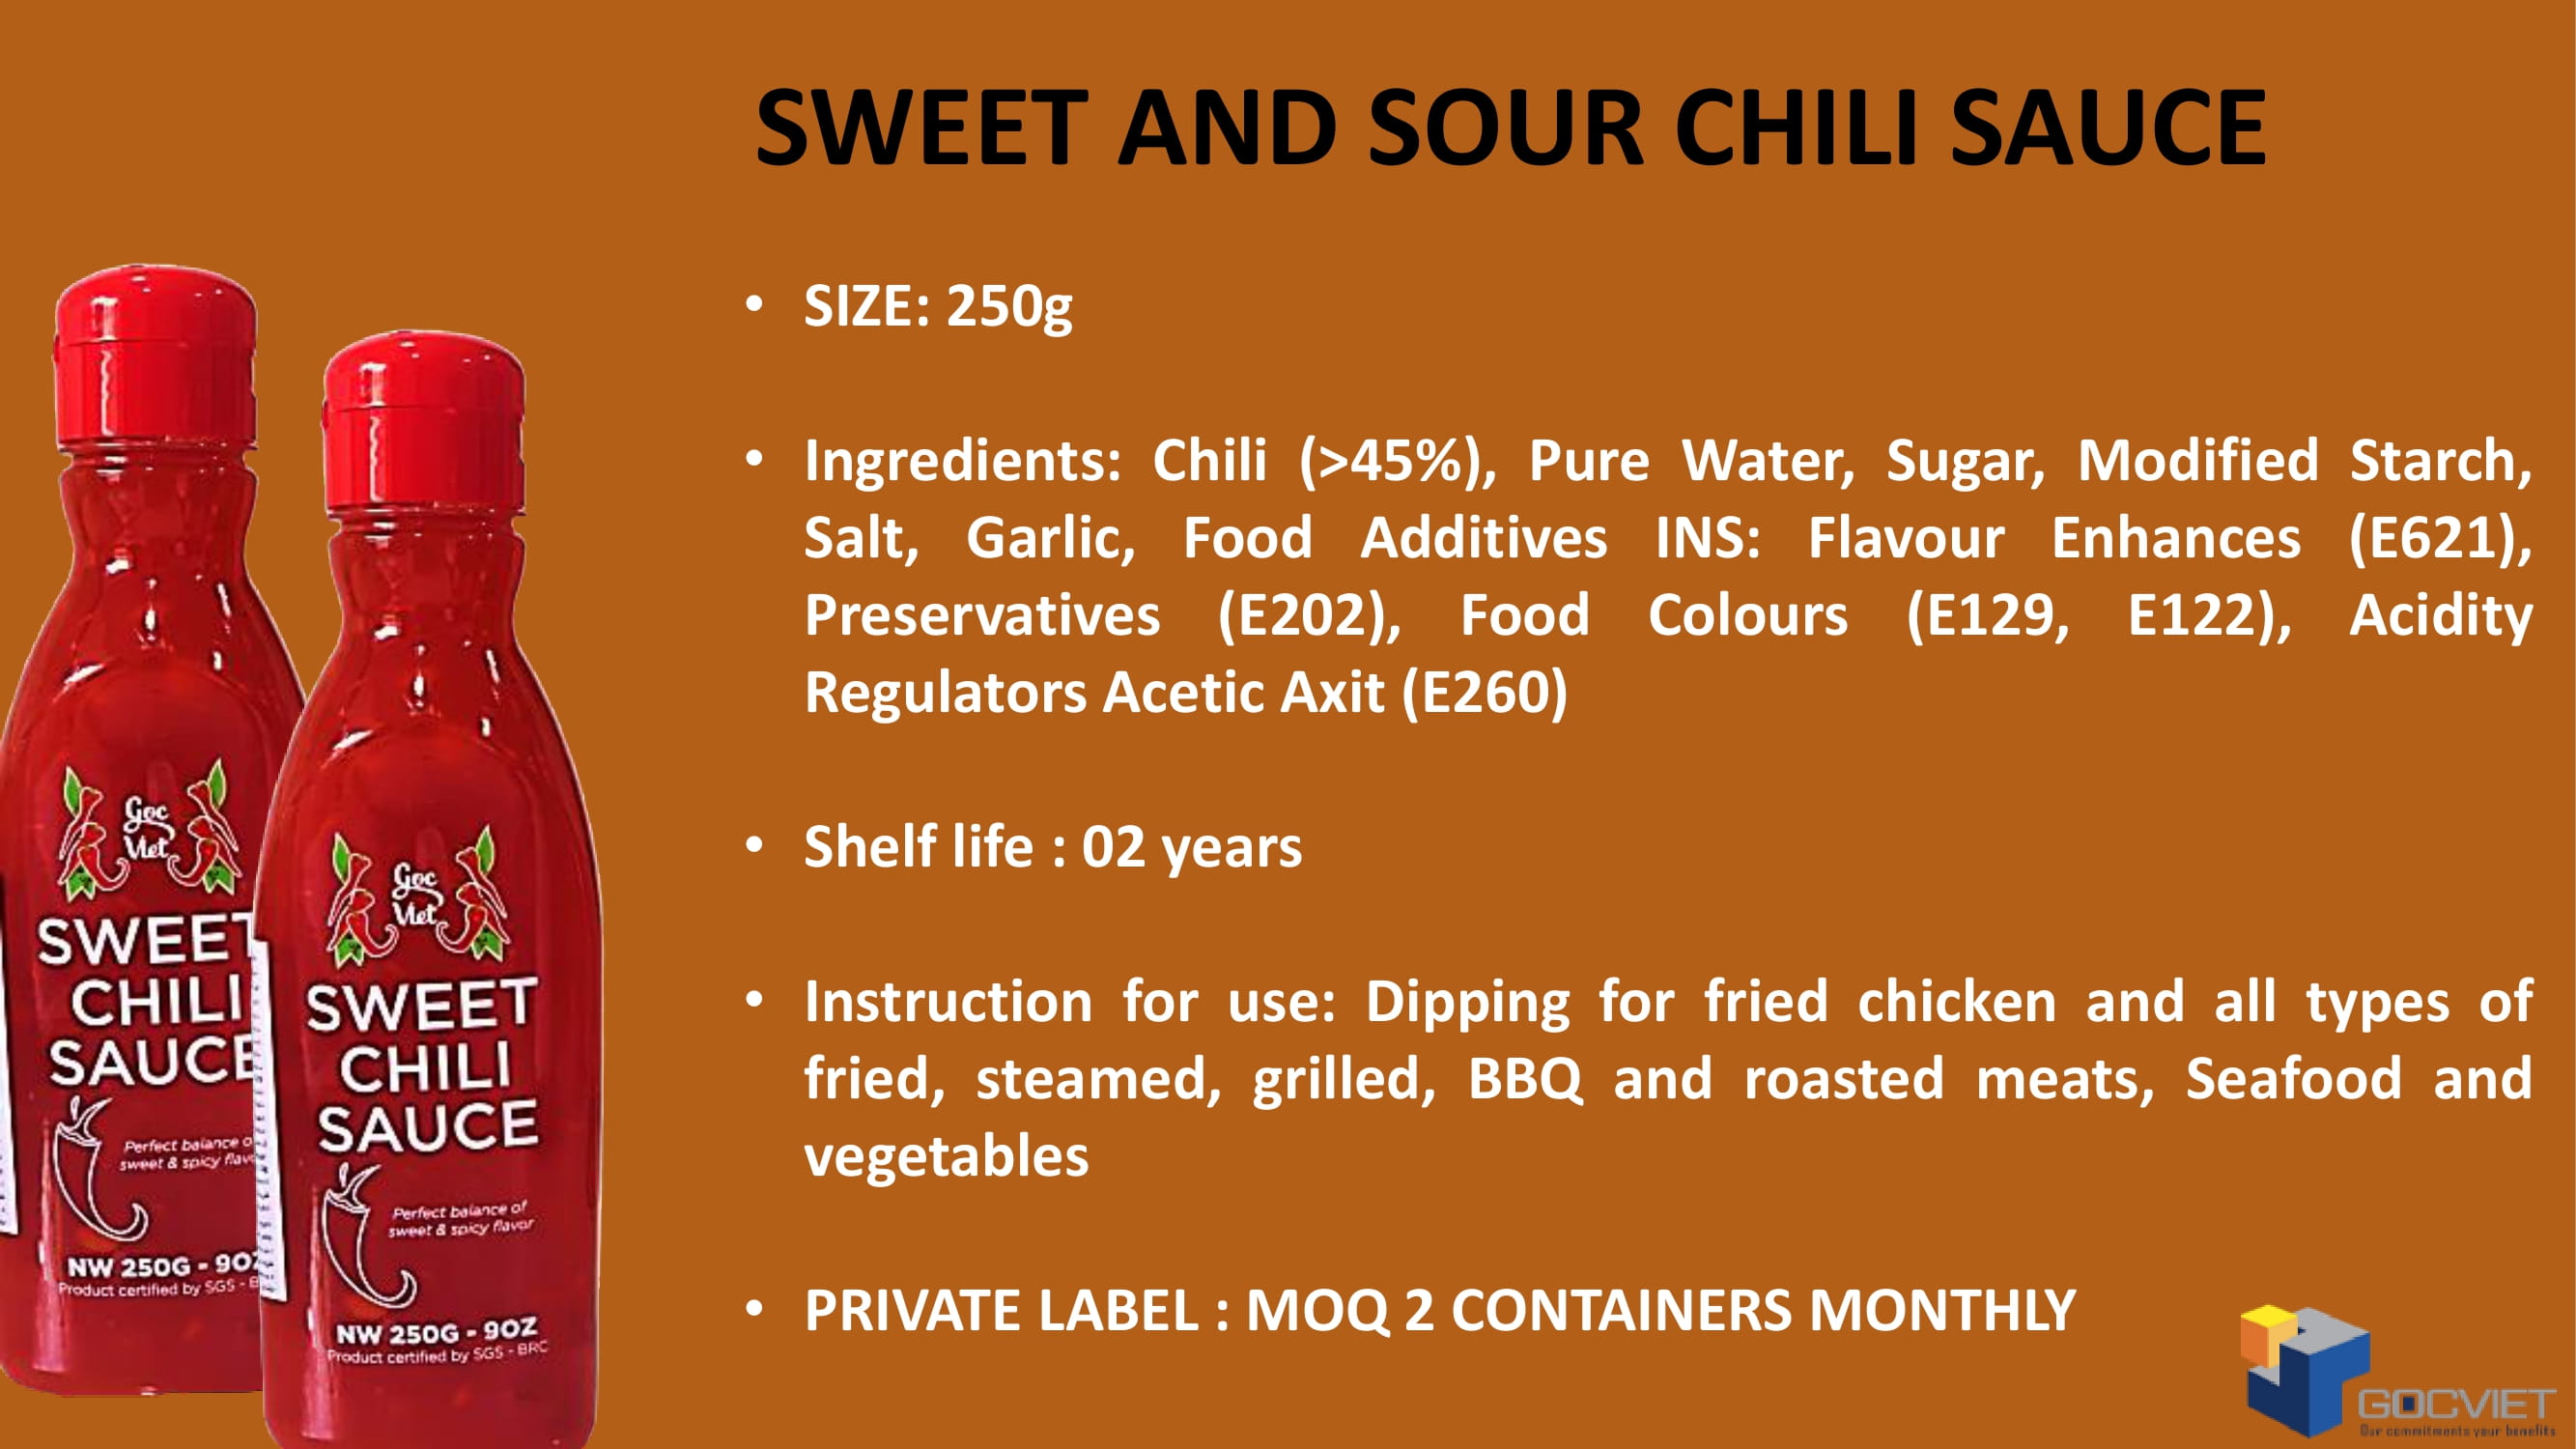 SWEET AND SOUR CHILI SAUCE
• SIZE: 250g
• Ingredients: Chili (>45%), Pure Water, Sugar, Modified Starch,
Salt, Garlic, Food Additives INS: Flavour Enhances (E621),
Preservatives (E202), Food Colours (E129, E122), Acidity
Regulators Acetic Axit (E260)
• Shelf life : 02 years
• Instruction for use: Dipping for fried chicken and all types of
fried, steamed, grilled, BBQ and roasted meats, Seafood and
vegetables
• PRIVATE LABEL : MOQ 2 CONTAINERS MONTHLY
Goc
Viet
SWEET
CHILI
SAUCE
Perfect balance
sweet & spicy
NW 250G - 9O
Product certified by SGS -
Goc
Viet
SWEET
CHILI
SAUCE
Perfect balance of
sweet & spicy flavor
NW 250G - 9OZ
Product certified by SGS - BRC
GOCVIET
Our commitments your benefits